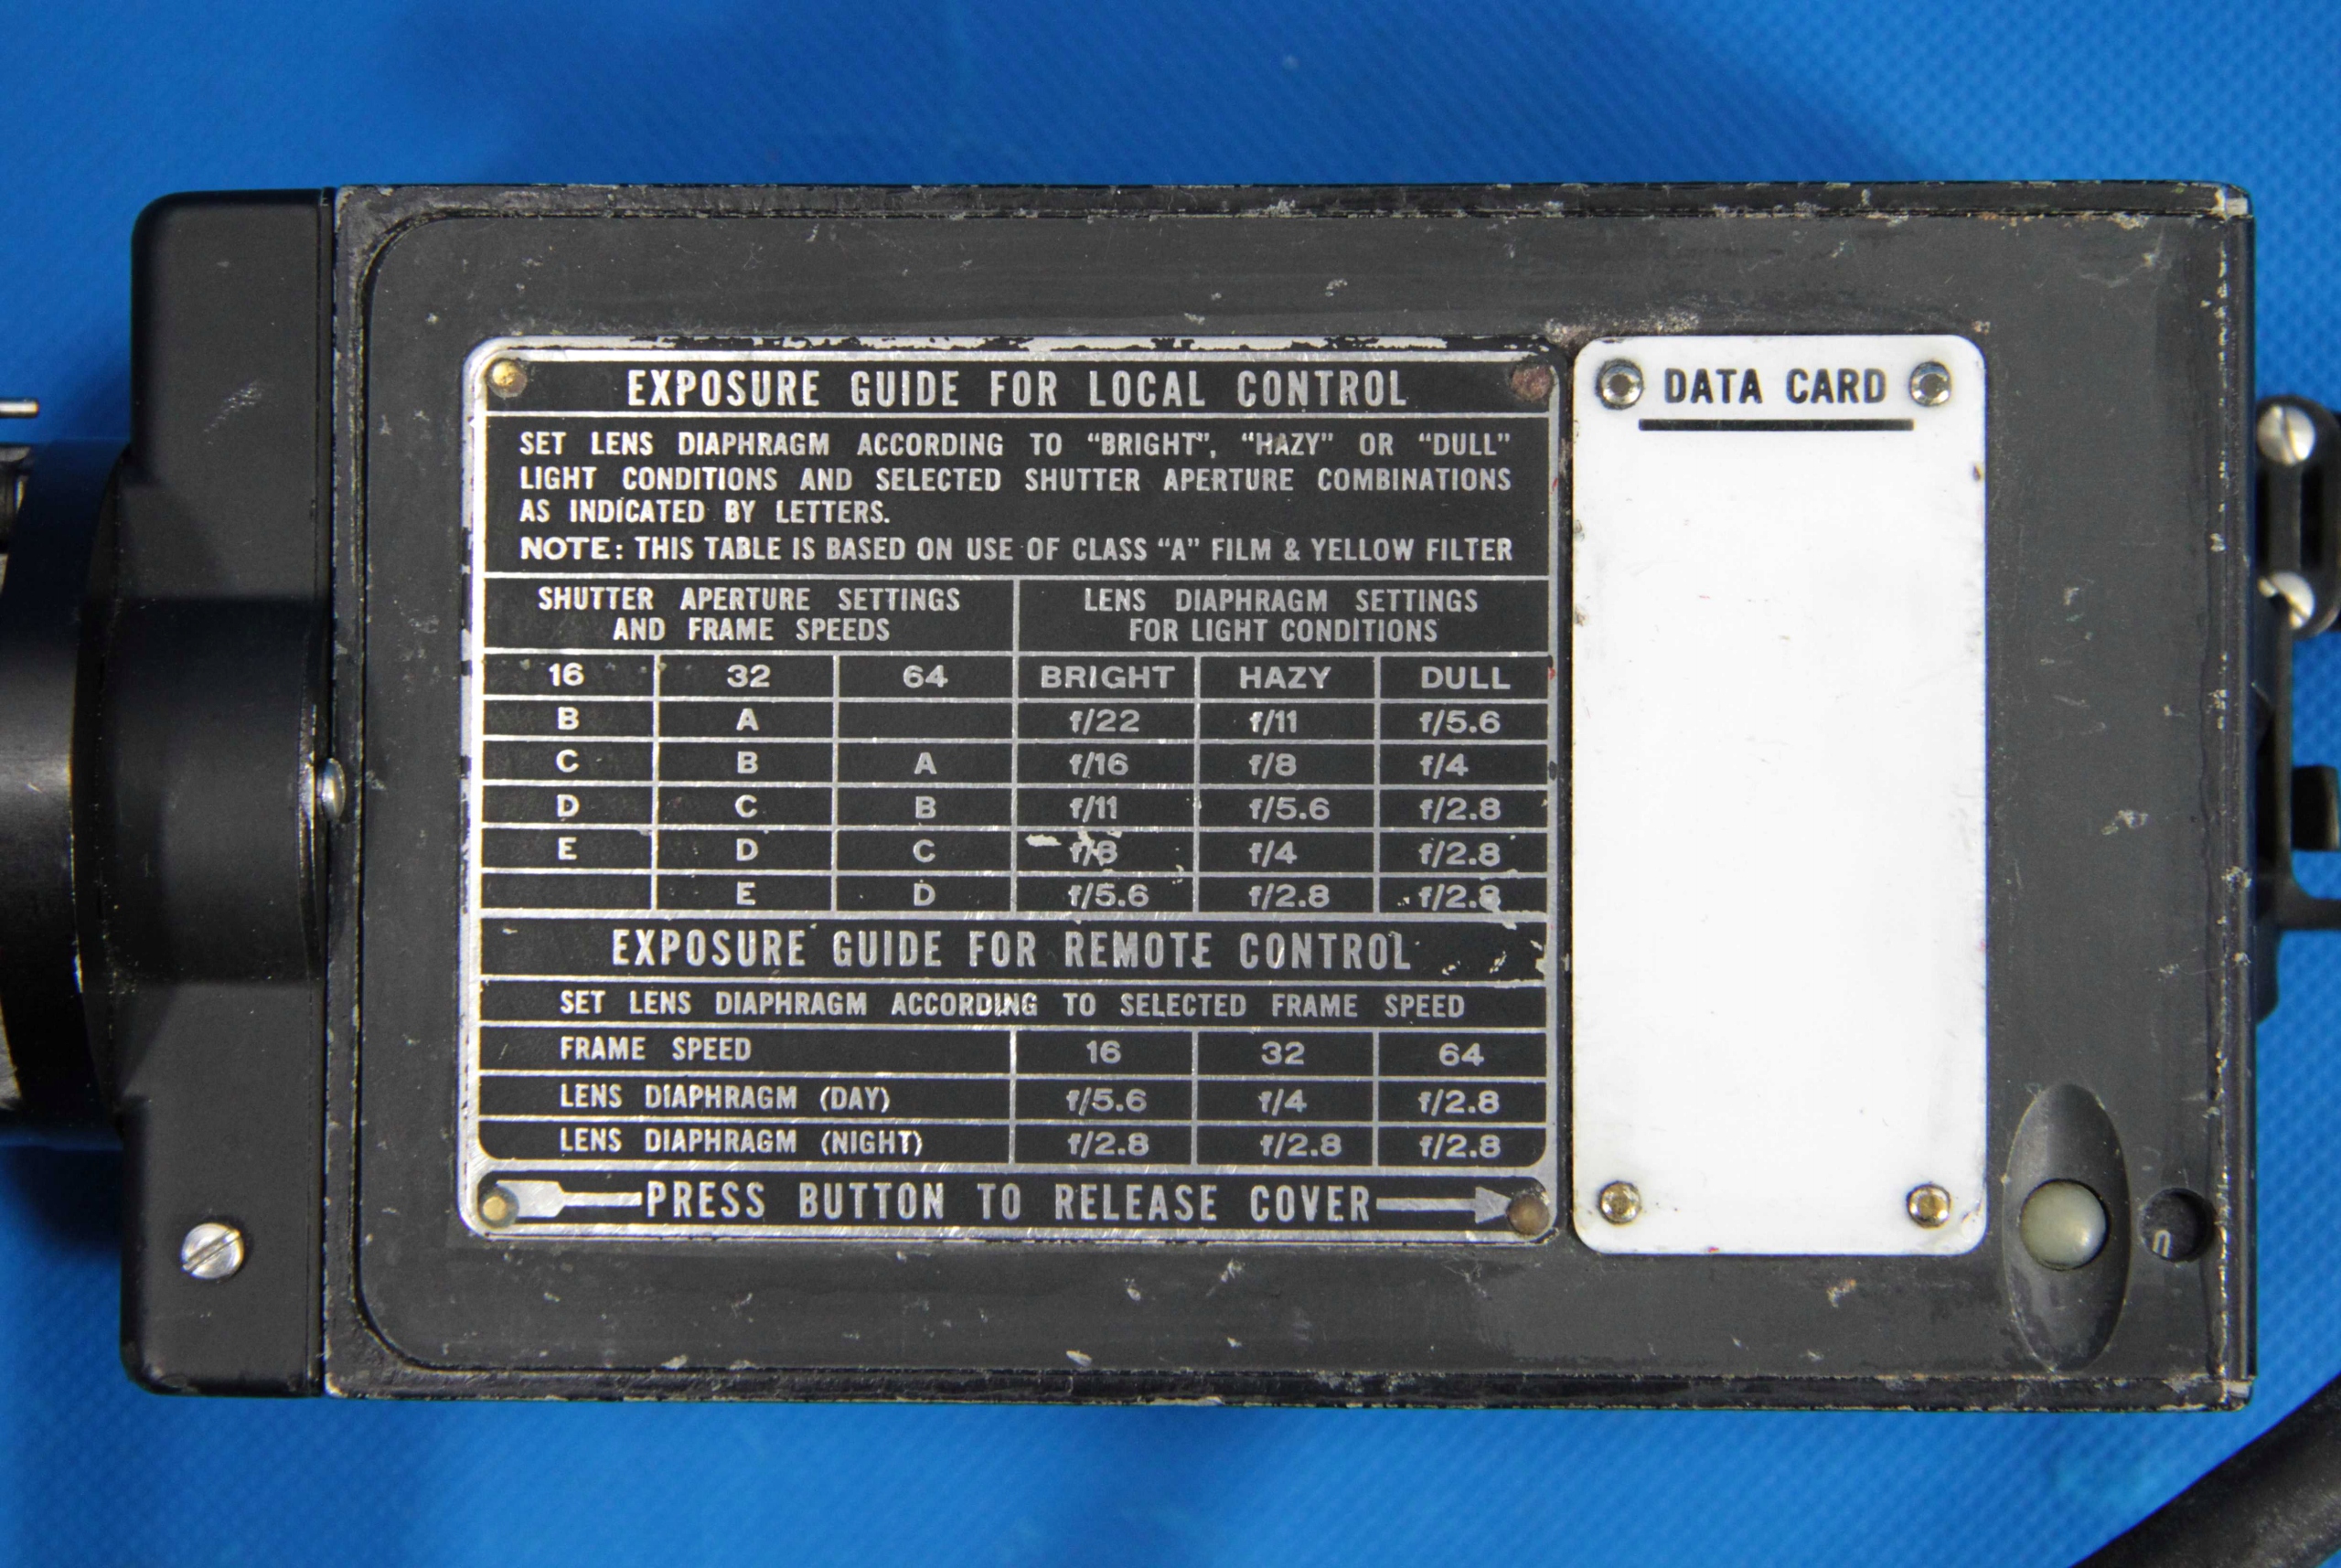 EXPOSURE GUIDE FOR LOCAL CONTROL
SET LENS DIAPHRAGM ACCORDING TO “BRIGHT”, “HAZY” OR “DULL”
LIGHT CONDITIONS AND SELECTED SHUTTER APERTURE COMBINATIONS
AS INDICATED BY LETTERS.
NOTE: THIS TABLE IS BASED ON USE OF CLASS “A” FILM & YELLOW FILTER
SHUTTER APERTURE SETTINGS
AND FRAME SPEEDS
LENS DIAPHRAGM SETTINGS
FOR LIGHT CONDITIONS
16 32 64 BRIGHT HAZY DULL
B A f/22 f/11 f/5.6
C B A f/16 f/8 f/4
D C B f/11 f/5.6 f/2.8
E D C f/8 f/4 f/2.8
E D f/5.6 f/2.8 f/2.8
EXPOSURE GUIDE FOR REMOTE CONTROL
SET LENS DIAPHRAGM ACCORDING TO SELECTED FRAME SPEED
FRAME SPEED 16 32 64
LENS DIAPHRAGM (DAY) f/5.6 f/4 f/2.8
LENS DIAPHRAGM (NIGHT) f/2.8 f/2.8 f/2.8
PRESS BUTTON TO RELEASE COVER
DATA CARD